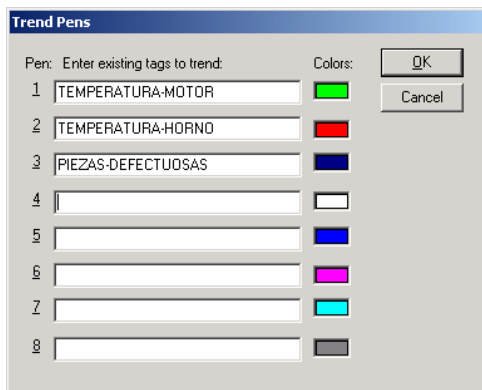 Trend Pens
Pen: Enter existing tags to trend: Colors: OK
1 TEMPERATURA-MOTOR
Cancel
2 TEMPERATURA-HORNO
3 PIEZAS-DEFECTUOSAS
4
5
6
7
8